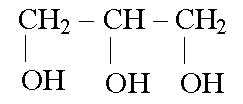 CH₂ – CH – CH₂
OH OH OH